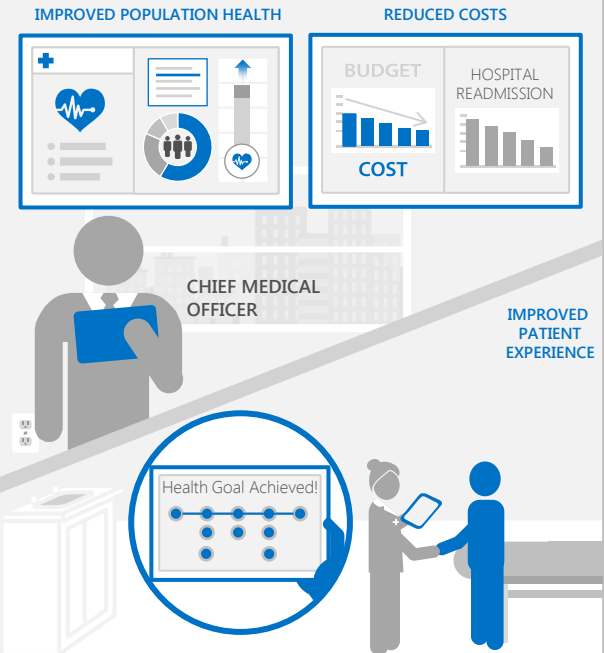 IMPROVED POPULATION HEALTH
REDUCED COSTS
BUDGET
COST
HOSPITAL
READMISSION
CHIEF MEDICAL
OFFICER
IMPROVED
PATIENT
EXPERIENCE
Health Goal Achieved!